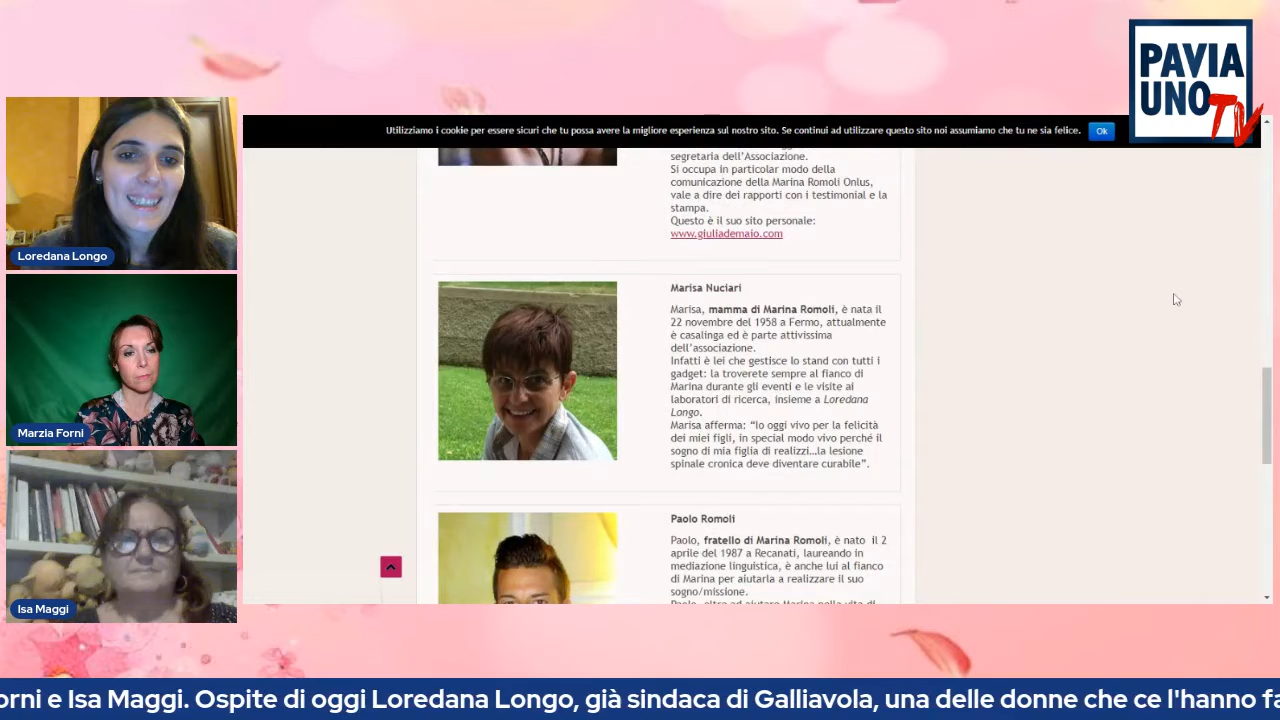 PAVIA
UNO
TV
Utilizziamo i cookie per essere sicuri che tu possa avere la migliore esperienza sul nostro sito. Se continui ad utilizzare questo sito noi assumiamo che tu ne sia felice.
Ok
segretaria dell'Associazione.
Si occupa in particolar modo della
comunicazione della Marina Romoli Onlus,
vale a dire dei rapporti con i testimonial e la
stampa.
Questo è il suo sito personale:
www.giuliademaio.com
Marisa Nuciari
Marisa, mamma di Marina Romoli, è nata il
22 novembre del 1958 a Fermo, attualmente
è casalinga ed è parte attivissima
dell'associazione.
Infatti è lei che gestisce lo stand con tutti i
gadget: la troverete sempre al fianco di
Marina durante gli eventi e le visite ai
laboratori di ricerca, insieme a Loredana
Longo.
Marisa afferma: "Io oggi vivo per la felicità
dei miei figli, in special modo vivo perché il
sogno di mia figlia di realizzi...la lesione
spinale cronica deve diventare curabile".
Paolo Romoli
Paolo, fratello di Marina Romoli, è nato il 2
aprile del 1987 a Recanati, laureando in
mediazione linguistica, è anche lui al fianco
di Marina per aiutarla a realizzare il suo
sogno/missione.
Paolo, oltre ad aiutare Marina nella vita di
Loredana Longo
Marzia Forni
Isa Maggi
orni e Isa Maggi. Ospite di oggi Loredana Longo, già sindaca di Galliavola, una delle donne che ce l'hanno fa